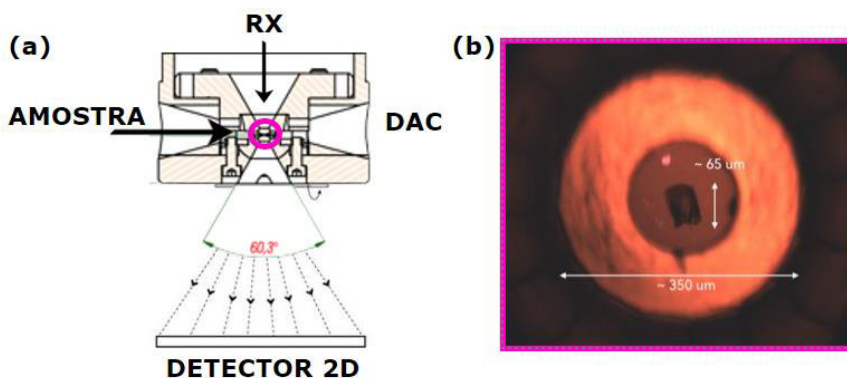 (a)
RX
AMOSTRA
DAC
60,3°
DETECTOR 2D
(b)
~ 65 um
~ 350 um